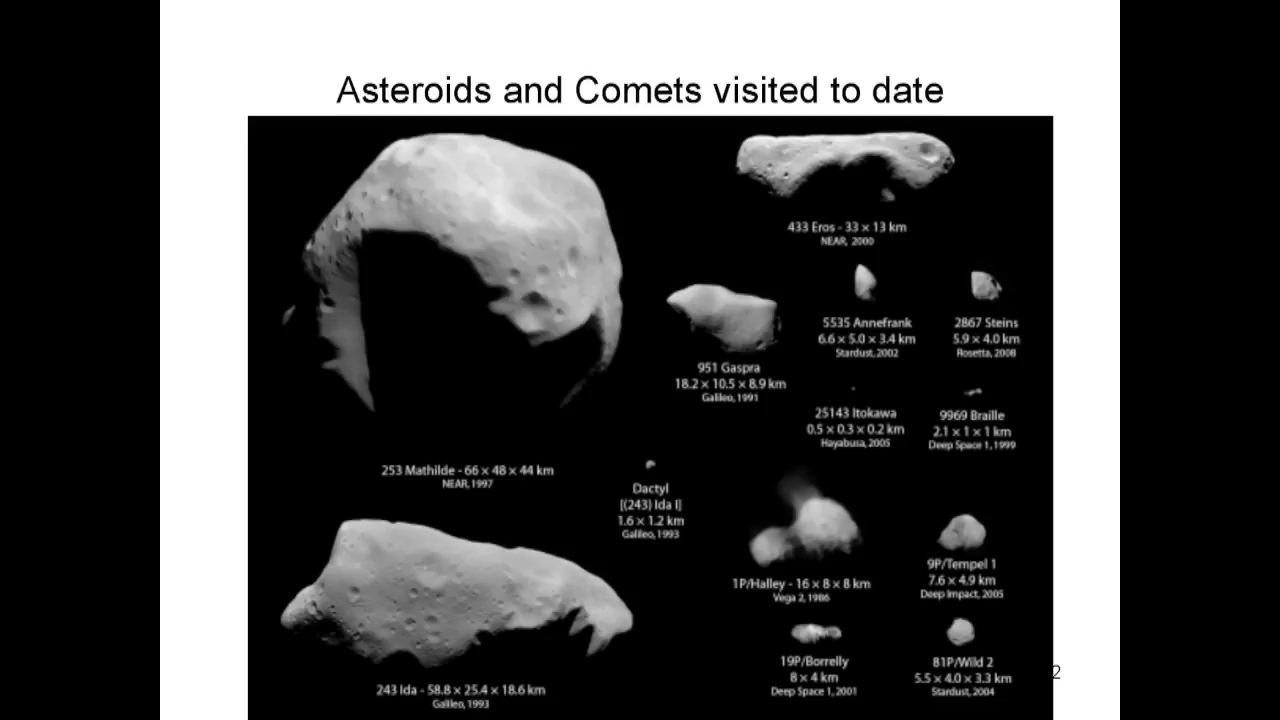 Asteroids and Comets visited to date
433 Eros - 33 × 13 km
NEAR, 2000
5535 Annefrank
6.6 × 5.0 × 3.4 km
Stardust, 2002
2867 Steins
5.9 × 4.0 km
Rosetta, 2008
951 Gaspra
18.2 × 10.5 × 8.9 km
Galileo, 1991
25143 Itokawa
0.5 × 0.3 × 0.2 km
Hayabusa, 2005
9969 Braille
2.1 × 1 × 1 km
Deep Space 1, 1999
253 Mathilde - 66 × 48 × 44 km
NEAR, 1997
Dactyl
[(243) Ida I]
1.6 × 1.2 km
Galileo, 1993
1P/Halley - 16 × 8 × 8 km
Vega 2, 1986
9P/Tempel 1
7.6 × 4.9 km
Deep Impact, 2005
19P/Borrelly
8 × 4 km
Deep Space 1, 2001
81P/Wild 2
5.5 × 4.0 × 3.3 km
Stardust, 2004
243 Ida - 58.8 × 25.4 × 18.6 km
Galileo, 1993
2